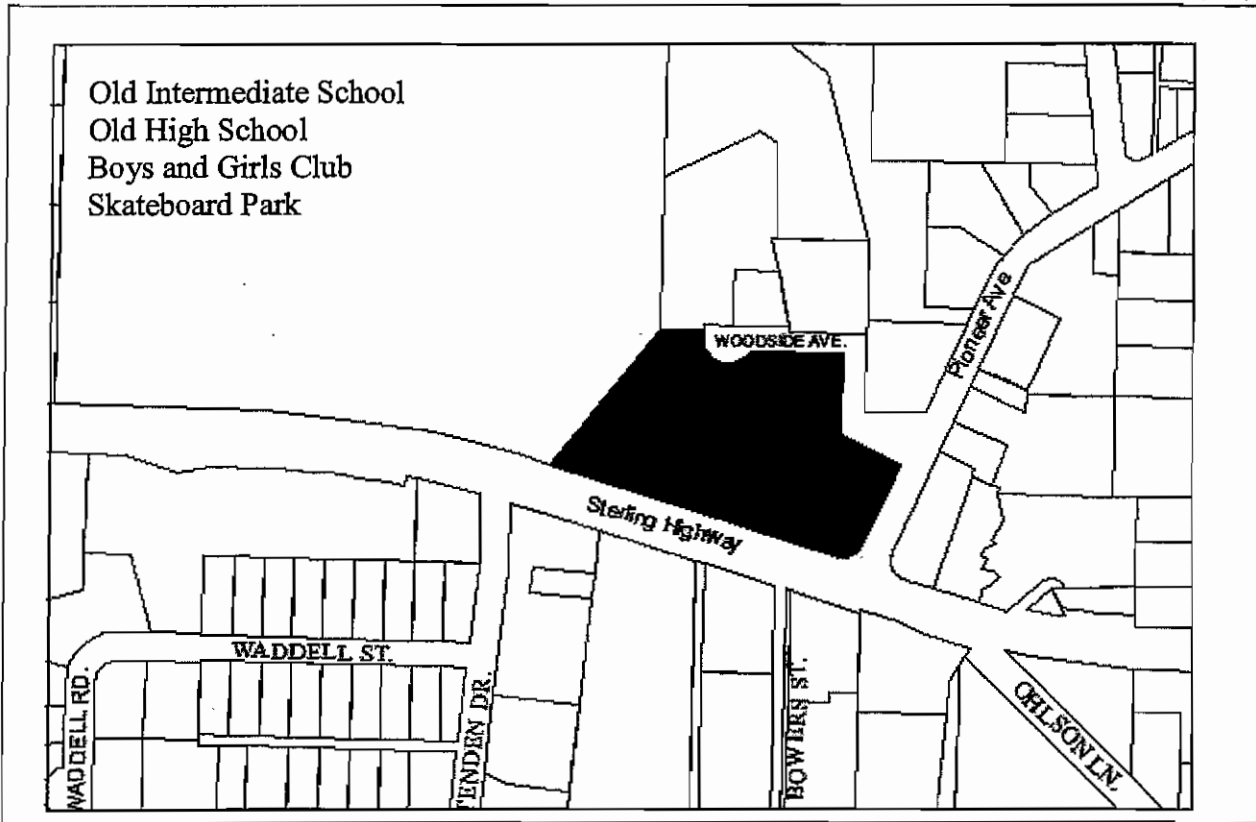 Old Intermediate School
Old High School
Boys and Girls Club
Skateboard Park
WOODSIDE AVE.
Pioneer Ave
Sterling Highway
WADDELL ST.
WADDELL RD.
TENDEN DR.
BOWERS ST.
OHLSON LN.